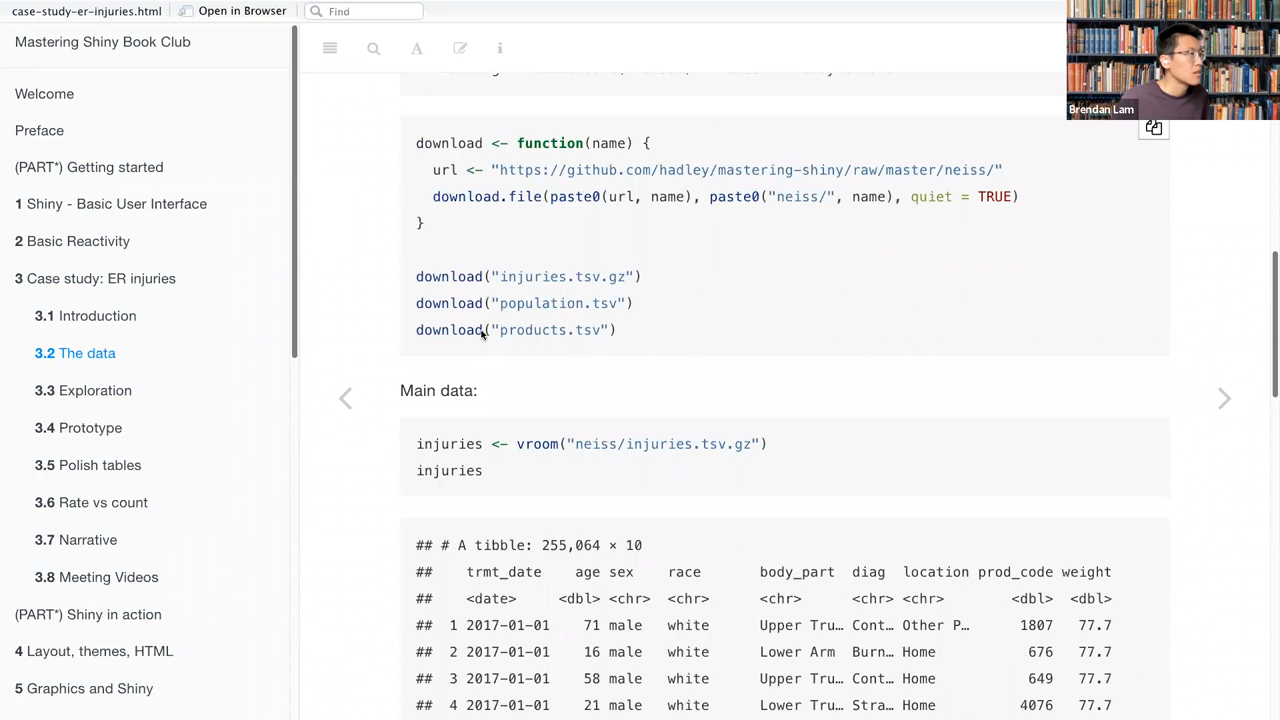 case-study-er-injuries.html
Open in Browser
Find
Mastering Shiny Book Club
Welcome
Preface
(PART*) Getting started
1 Shiny - Basic User Interface
2 Basic Reactivity
3 Case study: ER injuries
3.1 Introduction
3.2 The data
3.3 Exploration
3.4 Prototype
3.5 Polish tables
3.6 Rate vs count
3.7 Narrative
3.8 Meeting Videos
(PART*) Shiny in action
4 Layout, themes, HTML
5 Graphics and Shiny
Brendan Lam
download <- function(name) {
url <- "https://github.com/hadley/mastering-shiny/raw/master/neiss/"
download.file(paste0(url, name), paste0("neiss/", name), quiet = TRUE)
}
download("injuries.tsv.gz")
download("population.tsv")
download("products.tsv")
Main data:
injuries <- vroom("neiss/injuries.tsv.gz")
injuries
## # A tibble: 255,064 × 10
## trmt_date age sex race body_part diag location prod_code weight
## <date> <dbl> <chr> <chr> <chr> <chr> <chr> <dbl> <dbl>
## 1 2017-01-01 71 male white Upper Tru… Cont… Other P… 1807 77.7
## 2 2017-01-01 16 male white Lower Arm Burn… Home 676 77.7
## 3 2017-01-01 58 male white Upper Tru… Cont… Home 649 77.7
## 4 2017-01-01 21 male white Lower Tru… Stra… Home 4076 77.7